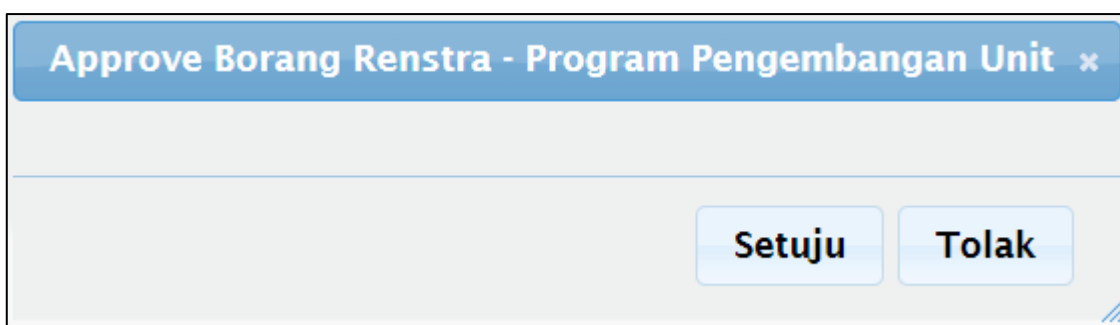 Approve Borang Renstra - Program Pengembangan Unit ×
Setuju Tolak